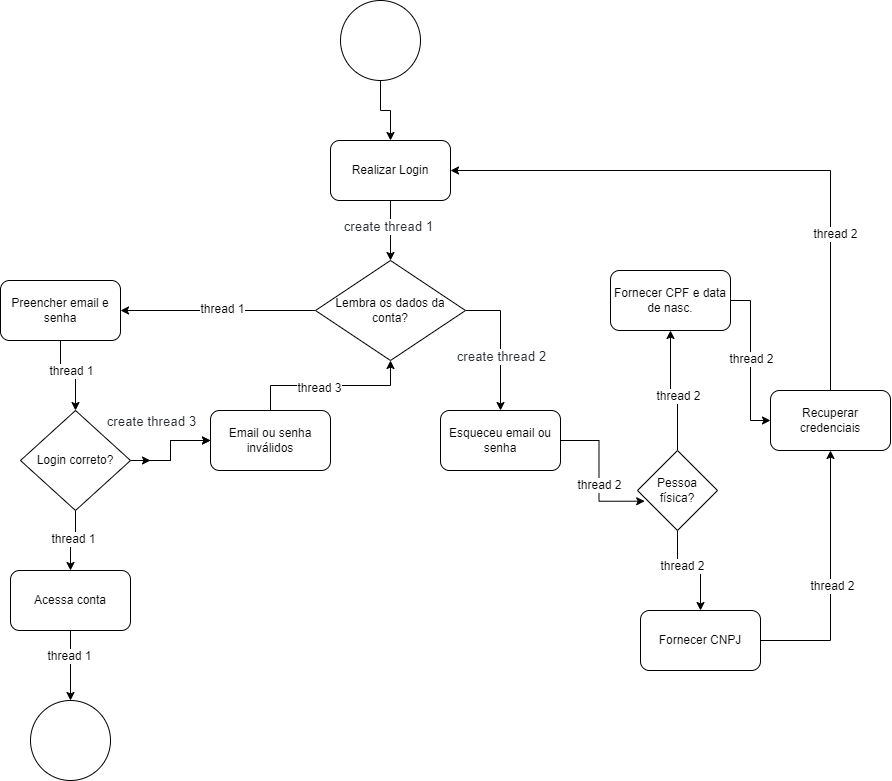 Realizar Login
create thread 1
thread 2
Lembra os dados da
conta?
thread 1
Preencher email e
senha
Fornecer CPF e data
de nasc.
thread 1
create thread 2
thread 2
thread 3
thread 2
create thread 3
Email ou senha
inválidos
Esqueceu email ou
senha
Recuperar
credenciais
Login correto?
thread 2
Pessoa
física?
thread 1
thread 2
thread 2
Acessa conta
Fornecer CNPJ
thread 1